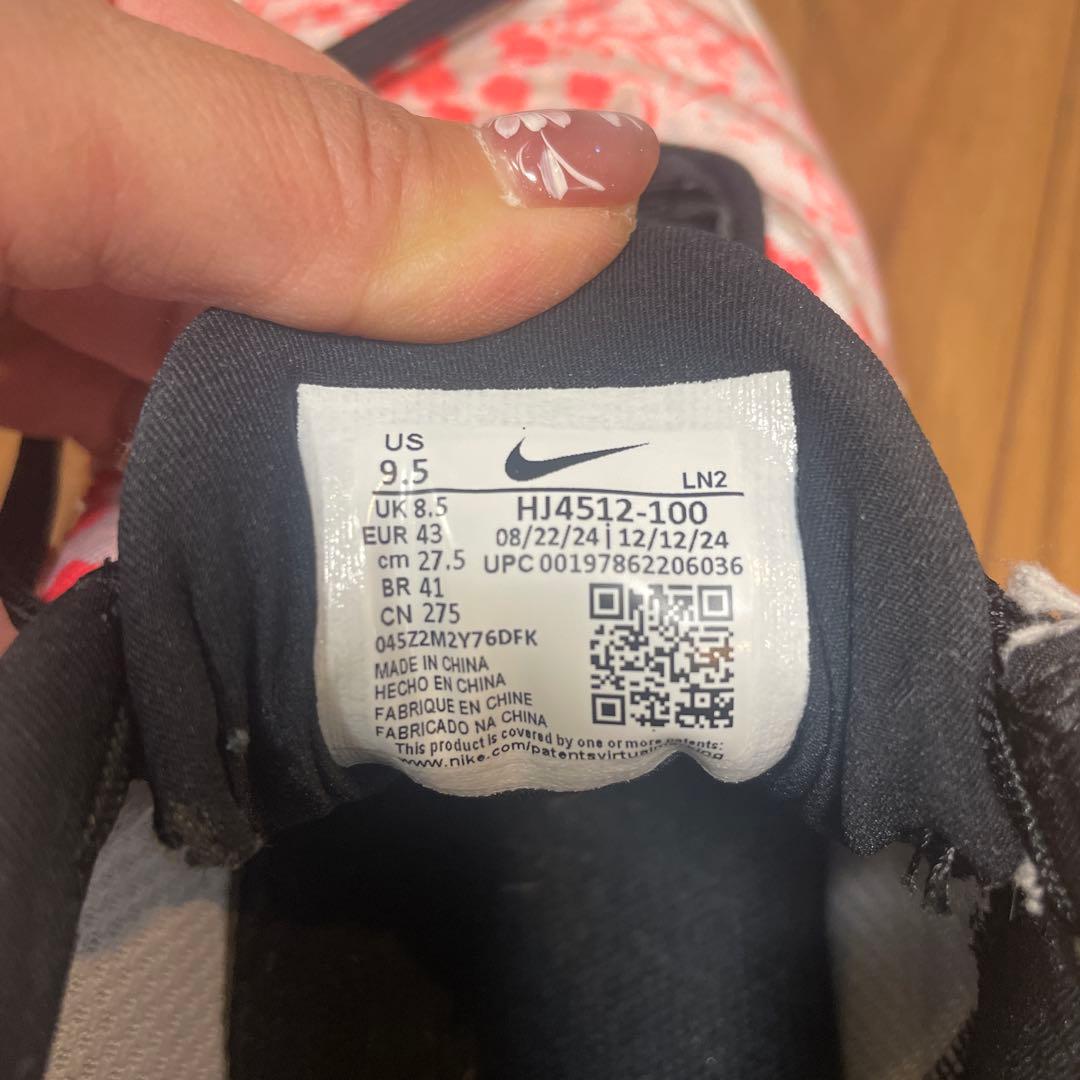 US
9.5
LN2
UK 8.5
HJ4512-100
EUR 43
08/22/24 | 12/12/24
cm 27.5
UPC 00197862206036
BR 41
CN 275
045Z2M2Y76DFK
MADE IN CHINA
HECHO EN CHINA
FABRIQUE EN CHINE
FABRICADO NA CHINA
This product is covered by one or more patents: